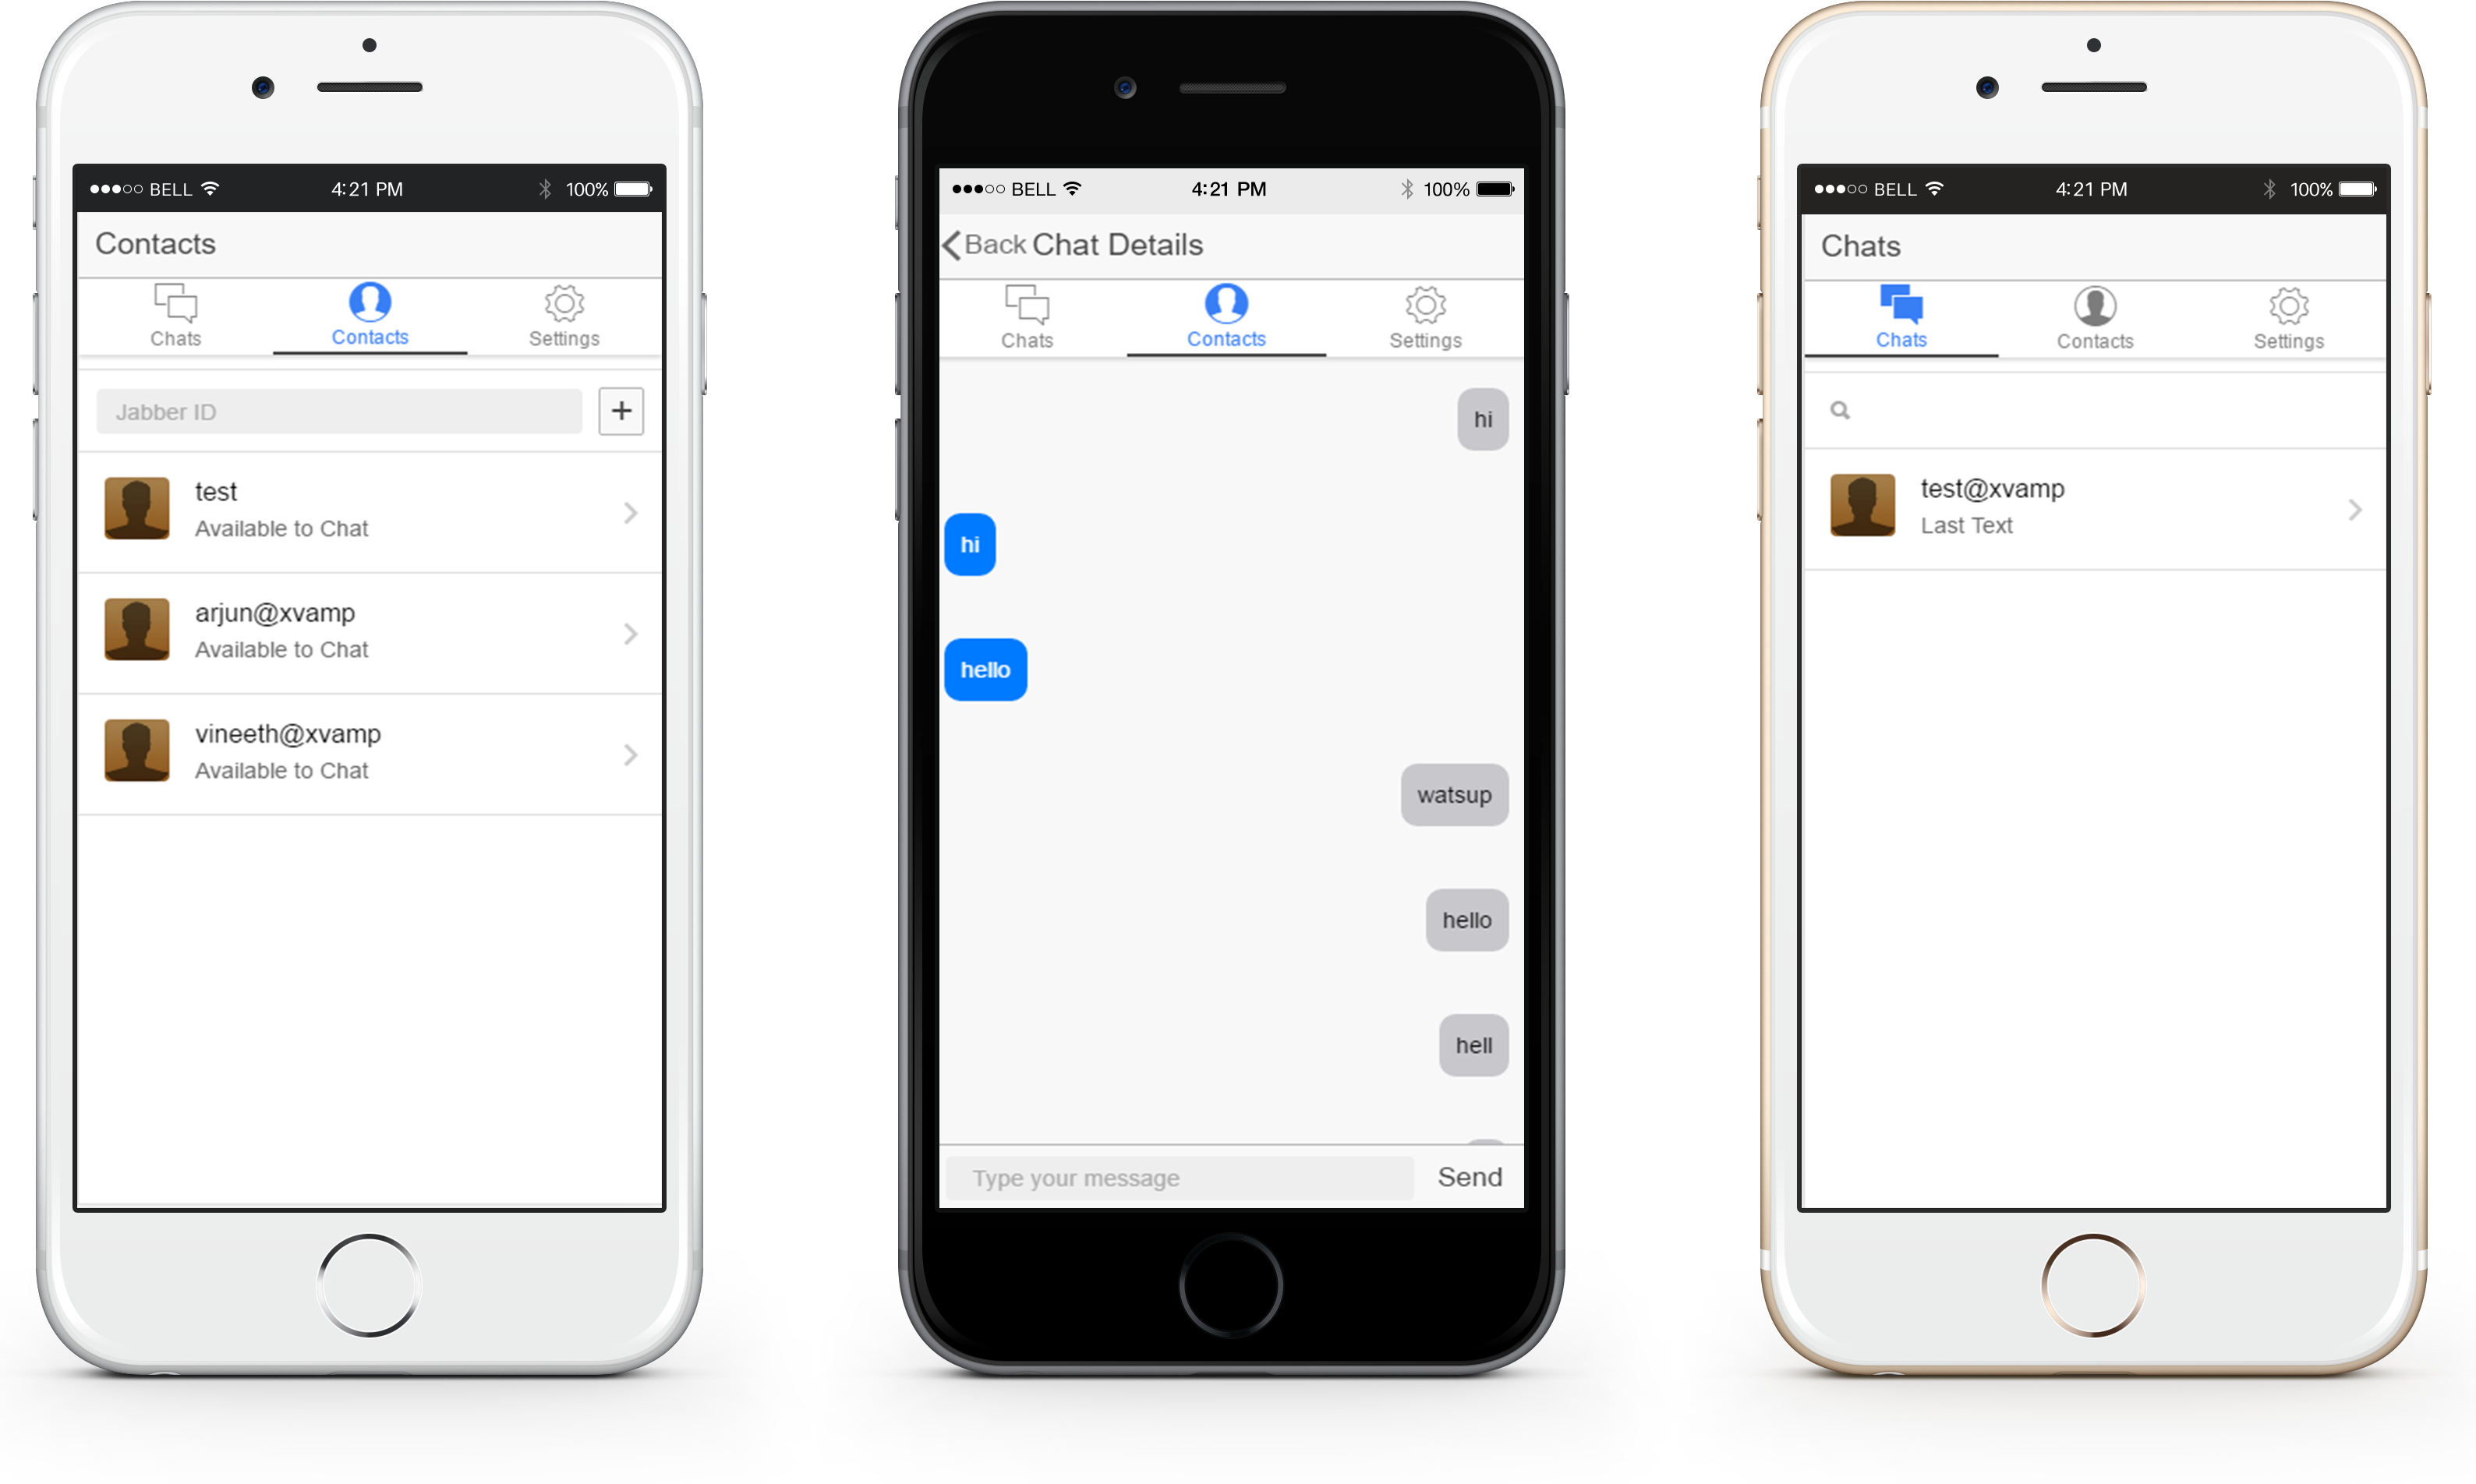 BELL 4:21 PM 100%
Contacts
Chats Contacts Settings
Jabber ID +
test
Available to Chat
arjun@xvamp
Available to Chat
vineeth@xvamp
Available to Chat
BELL 4:21 PM 100%
Back Chat Details
Chats Contacts Settings
hi
hi
hello
watsup
hello
hell
Type your message Send
BELL 4:21 PM 100%
Chats
Chats Contacts Settings
test@xvamp
Last Text